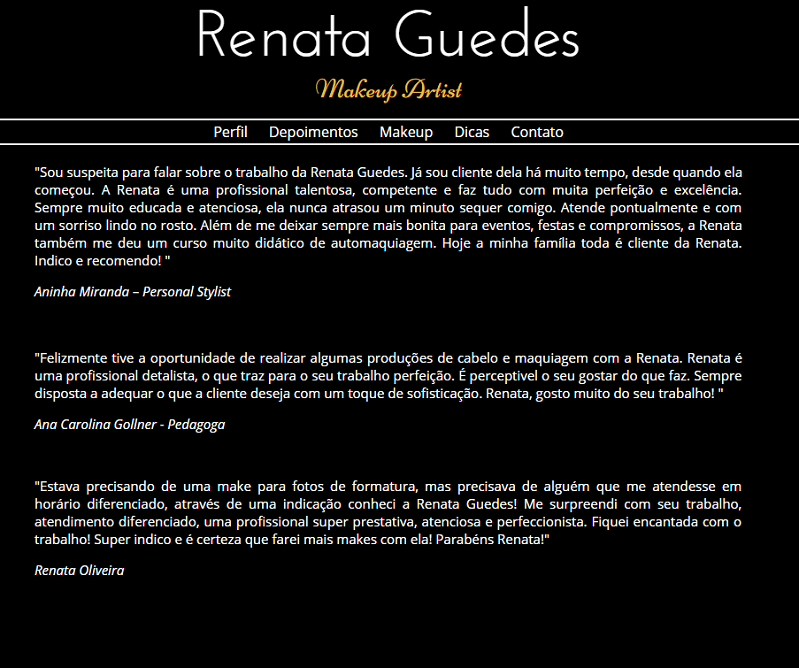 Renata Guedes
Makeup Artist
Perfil Depoimentos Makeup Dicas Contato
"Sou suspeita para falar sobre o trabalho da Renata Guedes. Já sou cliente dela há muito tempo, desde quando ela
começou. A Renata é uma profissional talentosa, competente e faz tudo com muita perfeição e excelência.
Sempre muito educada e atenciosa, ela nunca atrasou um minuto sequer comigo. Atende pontualmente e com
um sorriso lindo no rosto. Além de me deixar sempre mais bonita para eventos, festas e compromissos, a Renata
também me deu um curso muito didático de automaquiagem. Hoje a minha família toda é cliente da Renata.
Indico e recomendo! "
Aninha Miranda – Personal Stylist
"Felizmente tive a oportunidade de realizar algumas produções de cabelo e maquiagem com a Renata. Renata é
uma profissional detalista, o que traz para o seu trabalho perfeição. É perceptivel o seu gostar do que faz. Sempre
disposta a adequar o que a cliente deseja com um toque de sofisticação. Renata, gosto muito do seu trabalho! "
Ana Carolina Gollner - Pedagoga
"Estava precisando de uma make para fotos de formatura, mas precisava de alguém que me atendesse em
horário diferenciado, através de uma indicação conheci a Renata Guedes! Me surpreendi com seu trabalho,
atendimento diferenciado, uma profissional super prestativa, atenciosa e perfeccionista. Fiquei encantada com o
trabalho! Super indico e é certeza que farei mais makes com ela! Parabéns Renata!"
Renata Oliveira